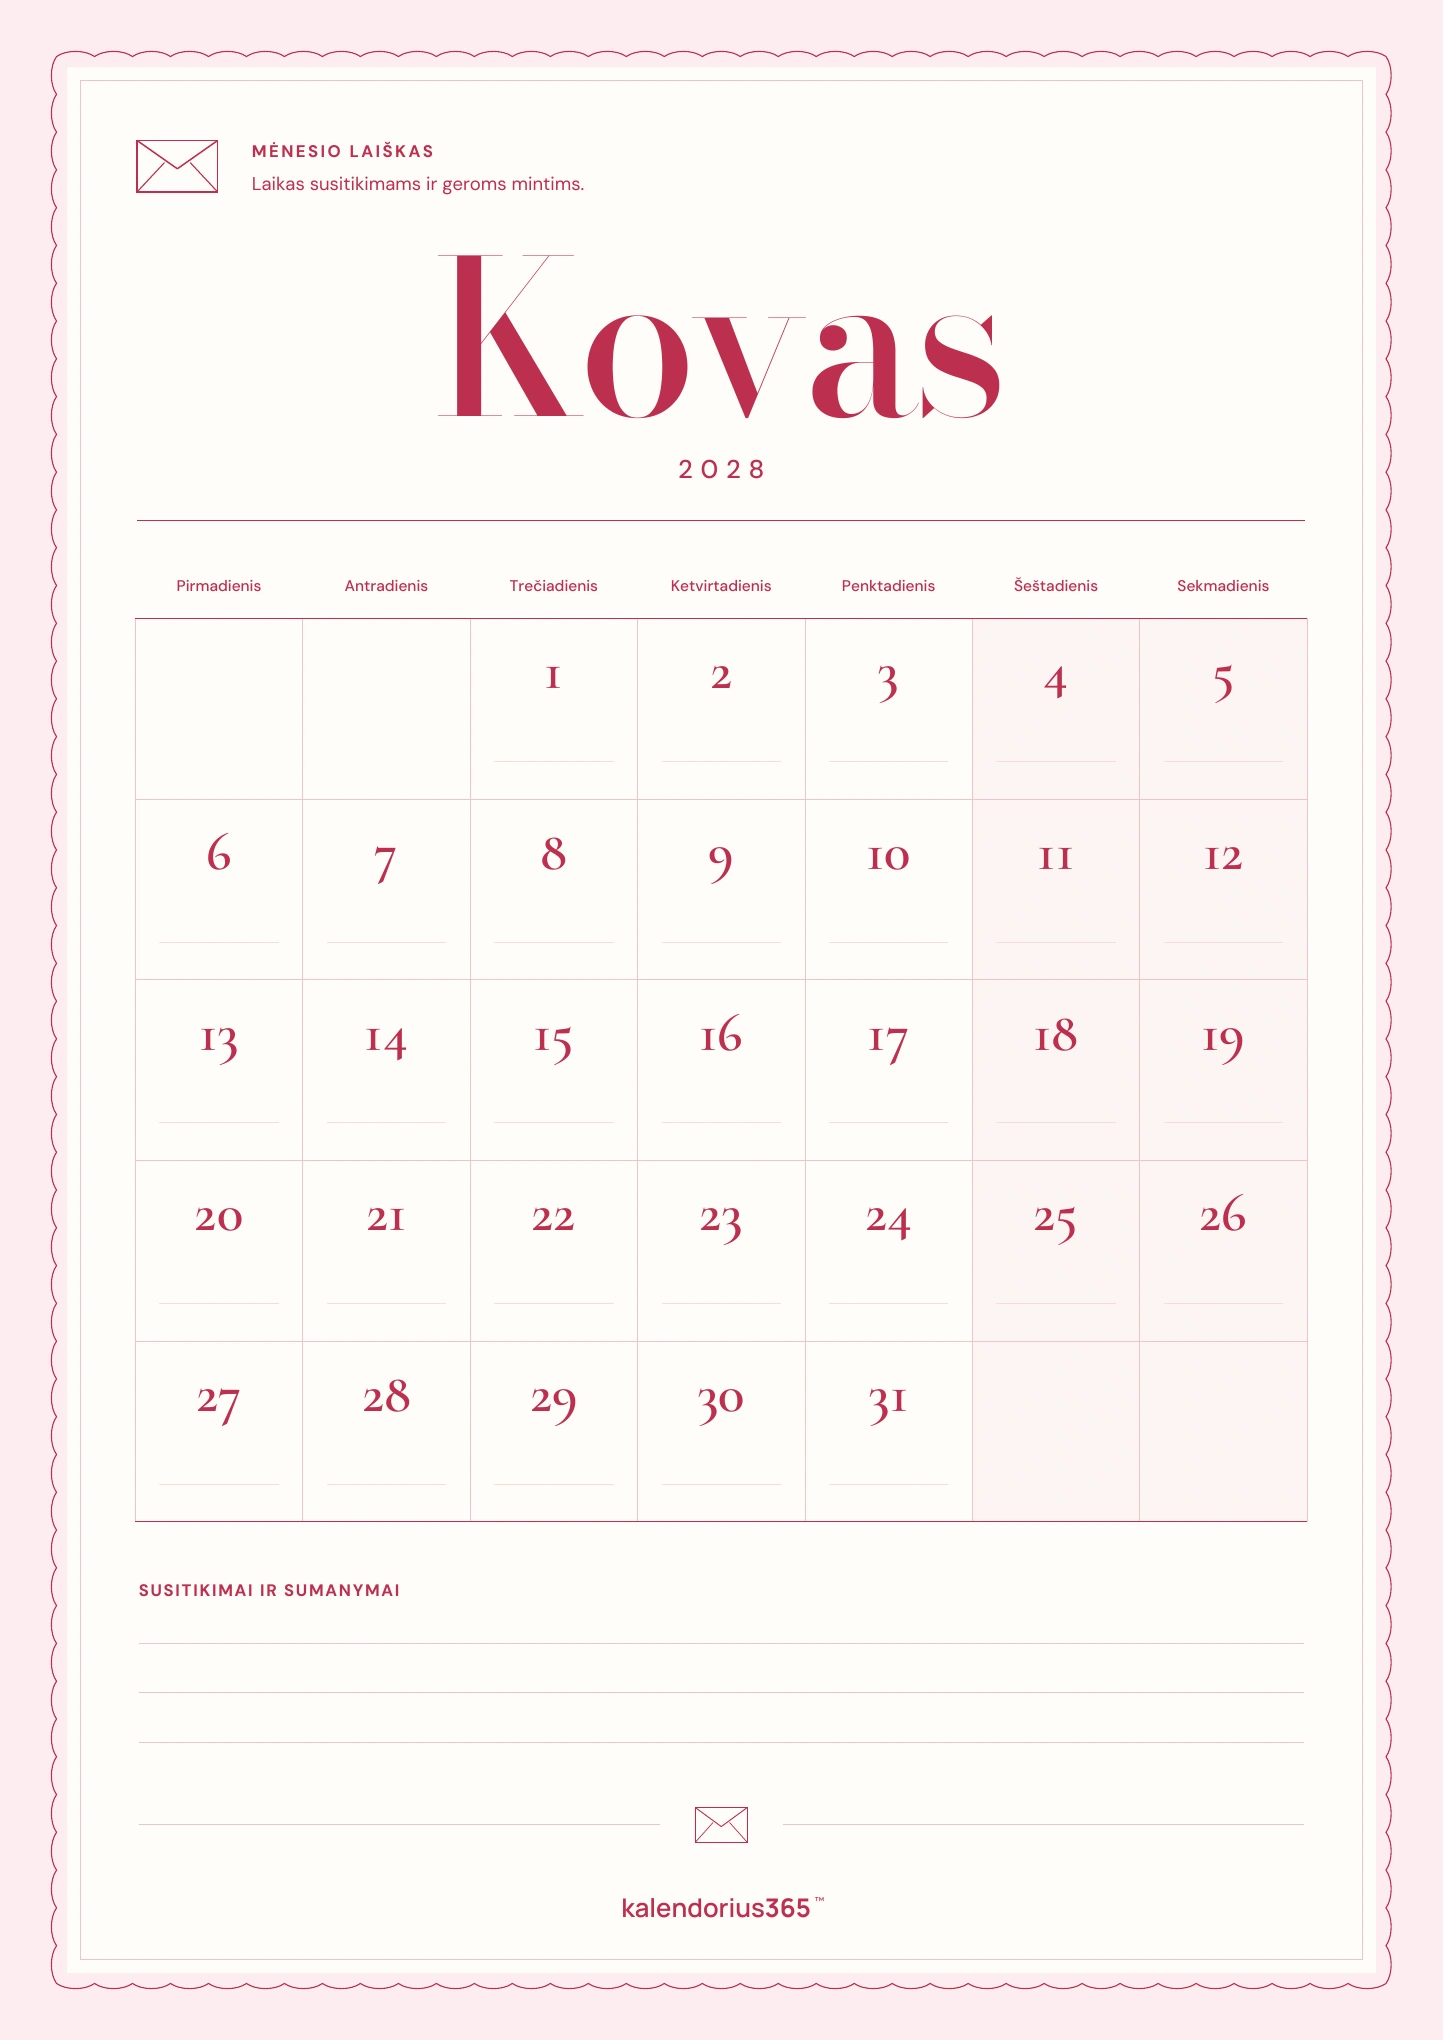 MĖNESIO LAIŠKAS
Laikas susitikimams ir geroms mintims.
Kovas
2028
Pirmadienis Antradienis Trečiadienis Ketvirtadienis Penktadienis Šeštadienis Sekmadienis
1 2 3 4 5
6 7 8 9 10 11 12
13 14 15 16 17 18 19
20 21 22 23 24 25 26
27 28 29 30 31
SUSITIKIMAI IR SUMANYMAI
kalendorius365™